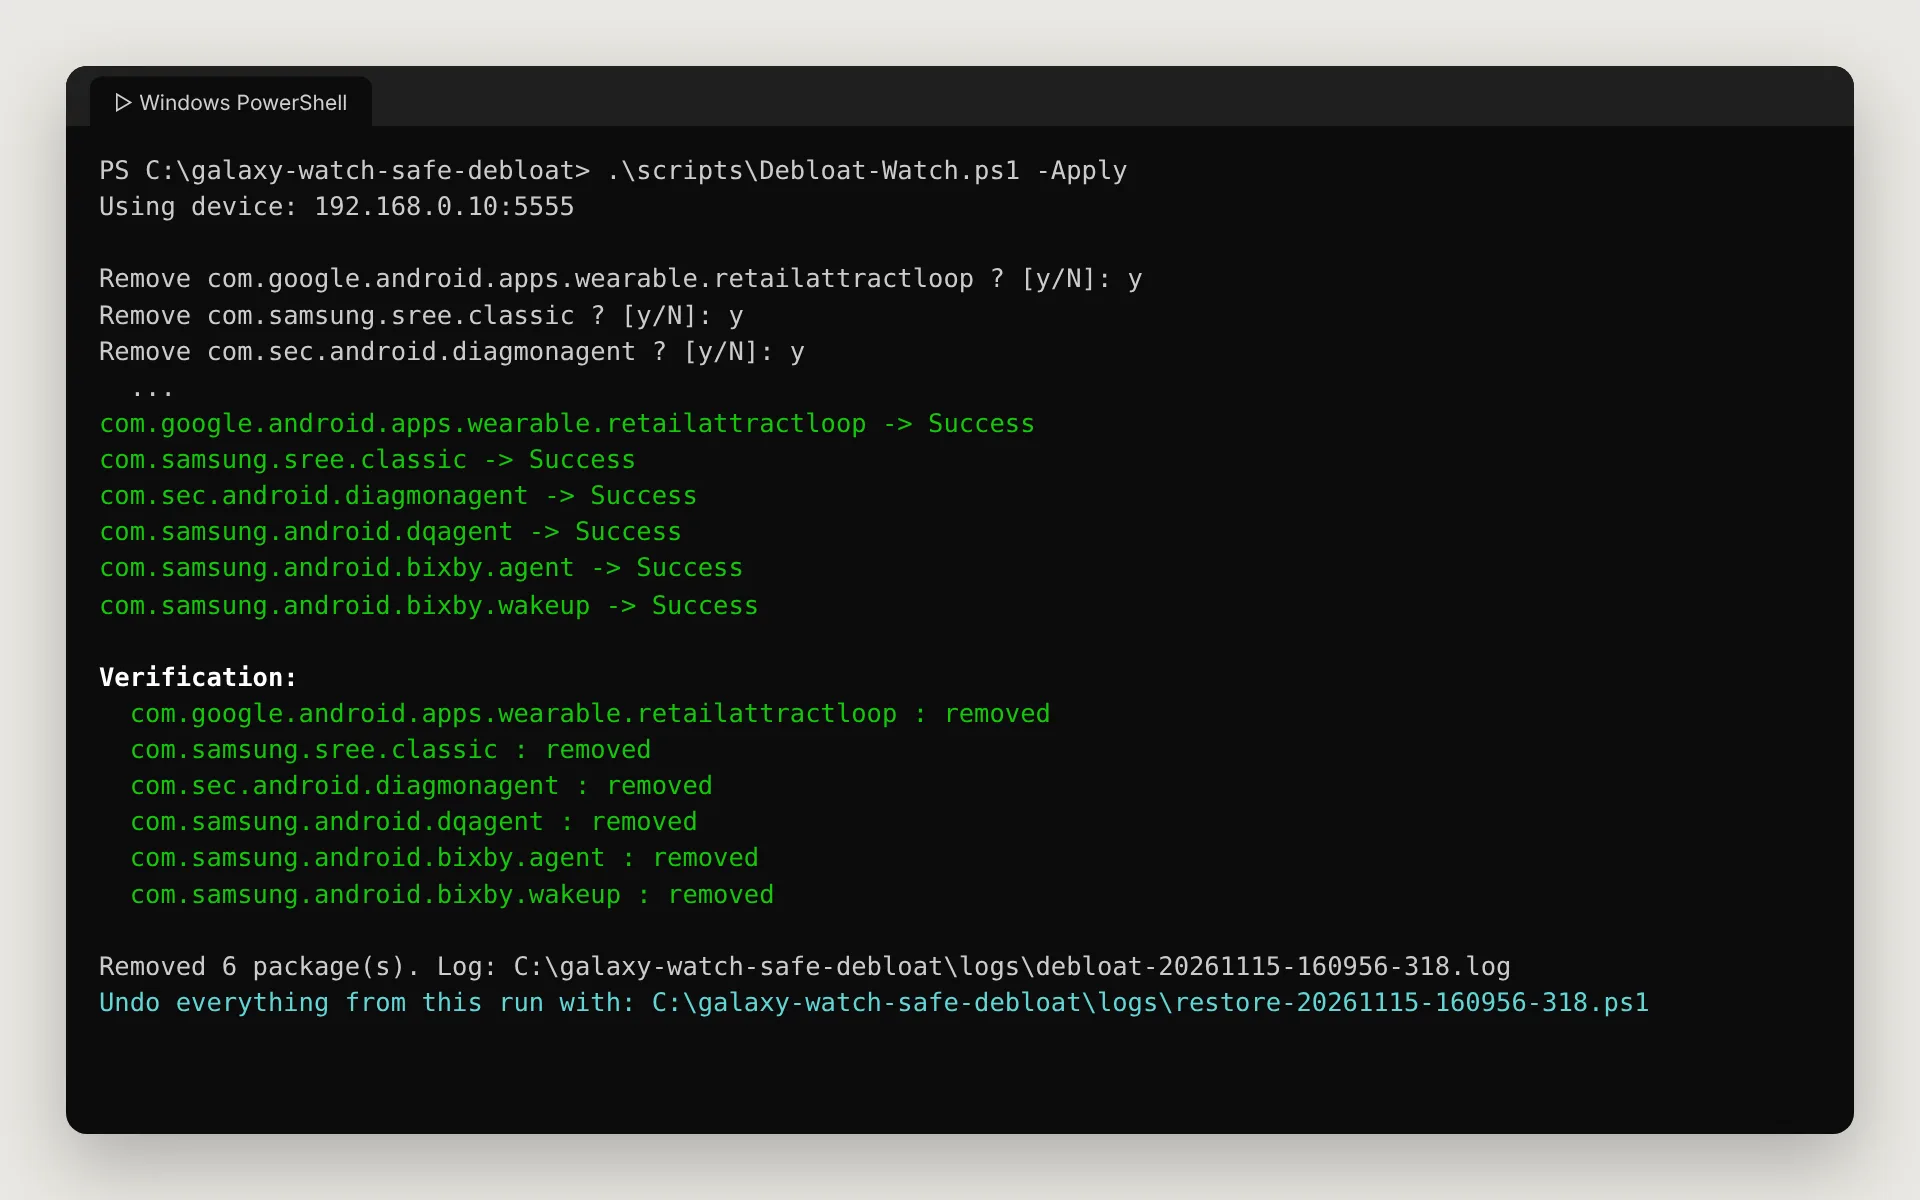 Windows PowerShell
PS C:\galaxy-watch-safe-debloat> .\scripts\Debloat-Watch.ps1 -Apply
Using device: 192.168.0.10:5555
Remove com.google.android.apps.wearable.retailattractloop ? [y/N]: y
Remove com.samsung.sree.classic ? [y/N]: y
Remove com.sec.android.diagmonagent ? [y/N]: y
...
com.google.android.apps.wearable.retailattractloop -> Success
com.samsung.sree.classic -> Success
com.sec.android.diagmonagent -> Success
com.samsung.android.dqagent -> Success
com.samsung.android.bixby.agent -> Success
com.samsung.android.bixby.wakeup -> Success
Verification:
com.google.android.apps.wearable.retailattractloop : removed
com.samsung.sree.classic : removed
com.sec.android.diagmonagent : removed
com.samsung.android.dqagent : removed
com.samsung.android.bixby.agent : removed
com.samsung.android.bixby.wakeup : removed
Removed 6 package(s). Log: C:\galaxy-watch-safe-debloat\logs\debloat-20261115-160956-318.log
Undo everything from this run with: C:\galaxy-watch-safe-debloat\logs\restore-20261115-160956-318.ps1